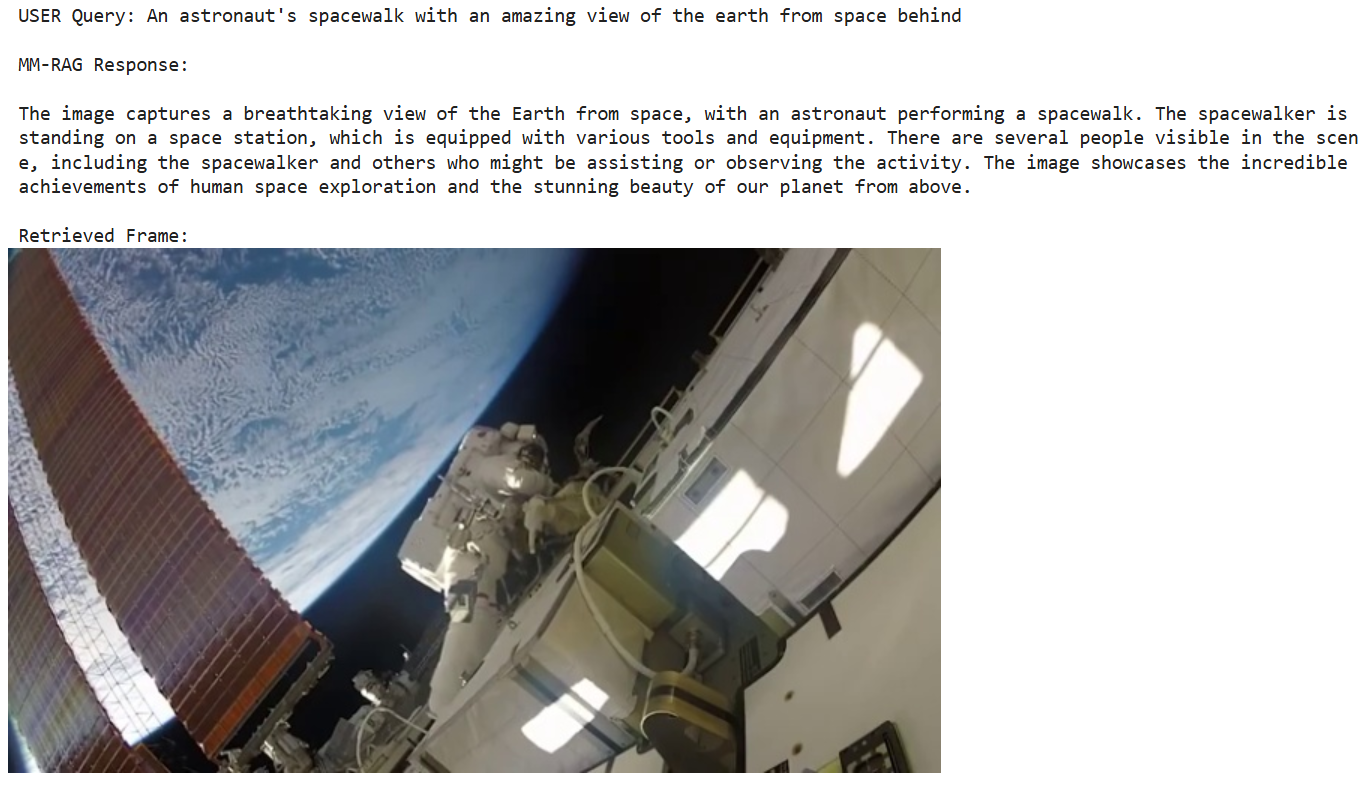 USER Query: An astronaut's spacewalk with an amazing view of the earth from space behind
MM-RAG Response:
The image captures a breathtaking view of the Earth from space, with an astronaut performing a spacewalk. The spacewalker is
standing on a space station, which is equipped with various tools and equipment. There are several people visible in the scen
e, including the spacewalker and others who might be assisting or observing the activity. The image showcases the incredible
achievements of human space exploration and the stunning beauty of our planet from above.
Retrieved Frame: